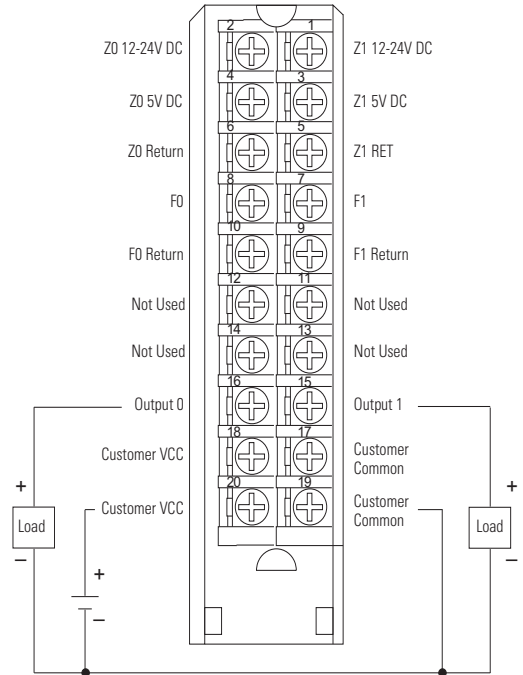 2 1
Z0 12-24V DC Z1 12-24V DC
4 3
Z0 5V DC Z1 5V DC
6 5
Z0 Return Z1 RET
8 7
F0 F1
10 9
F0 Return F1 Return
12 11
Not Used Not Used
14 13
Not Used Not Used
16 15
Output 0 Output 1
18 17
Customer VCC Customer
Common
20 19
Customer VCC Customer
Common
+ +
Load Load
– –
+
–